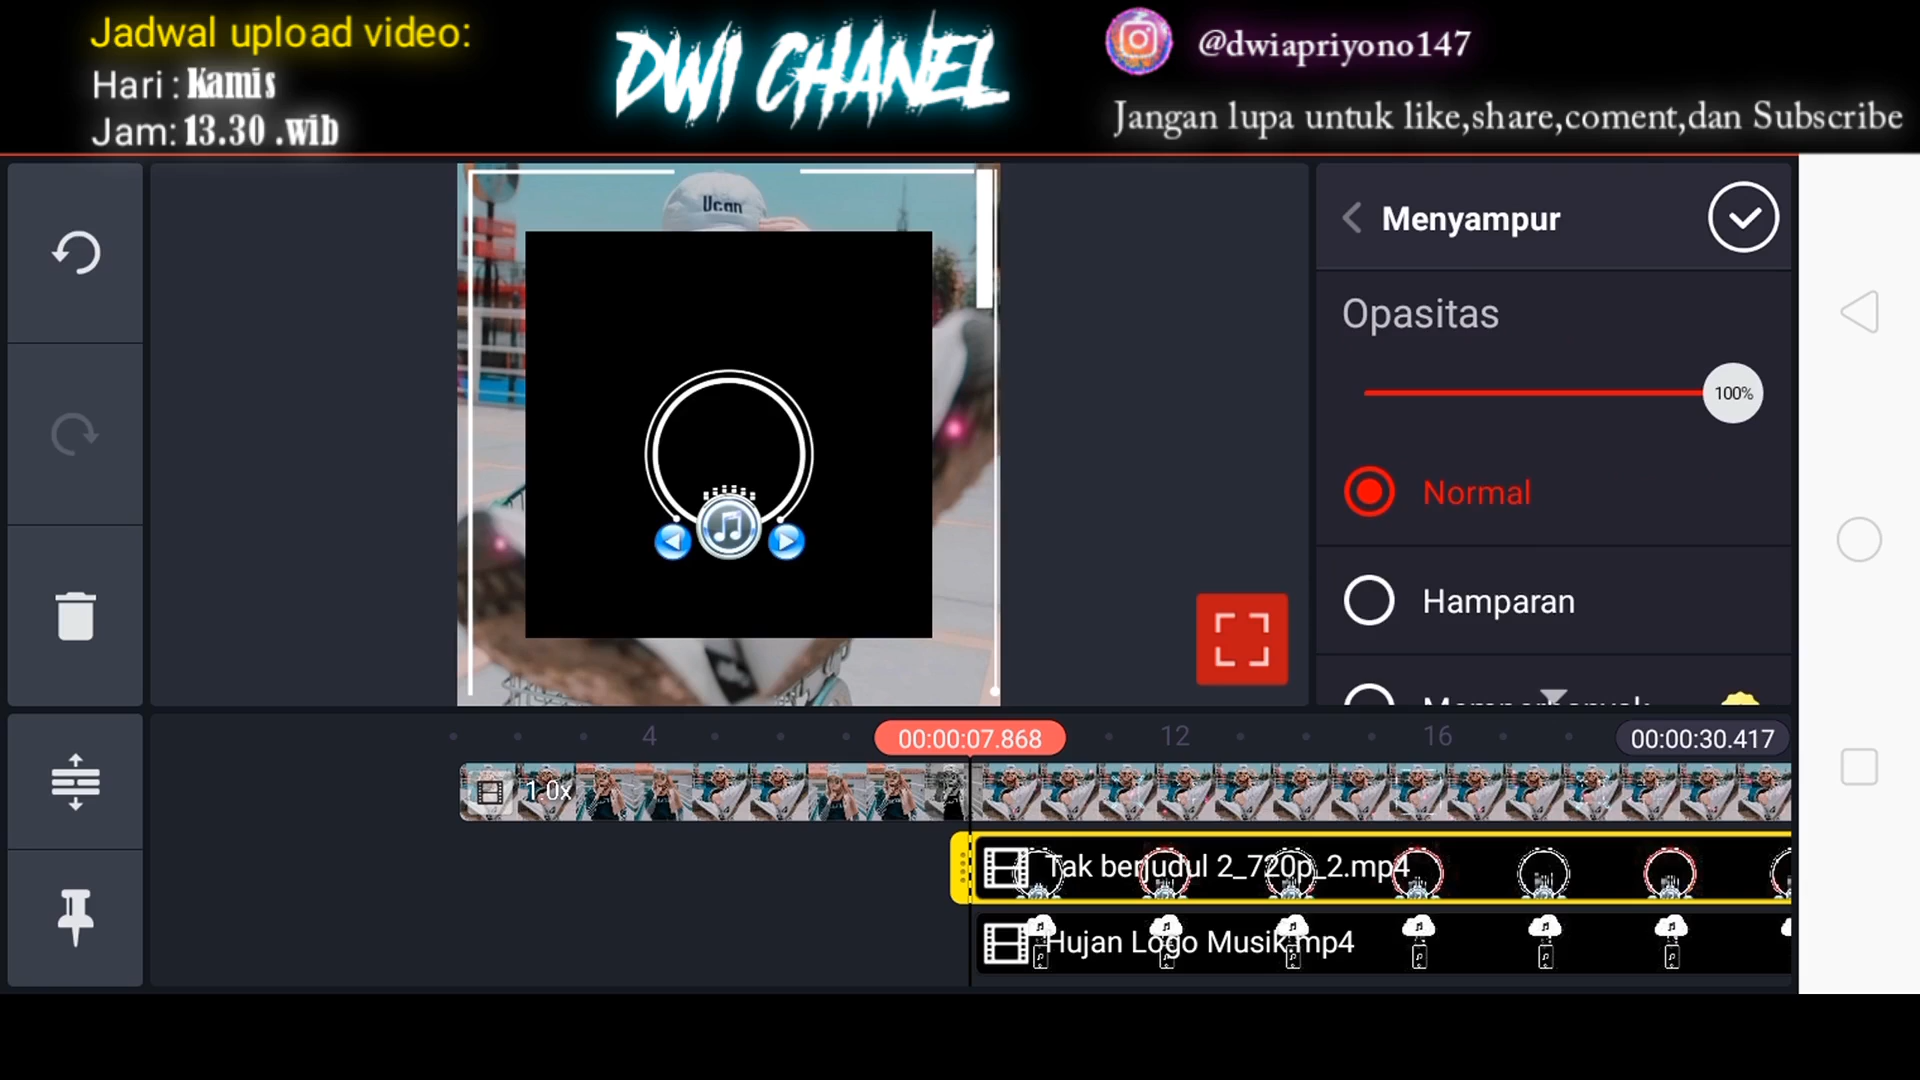 Jadwal upload video:
Hari : Kamis
Jam: 13.30 .wib
DWI CHANEL
@dwiapriyono147
Jangan lupa untuk like,share,coment,dan Subscribe
Ucan
Menyampur
Opasitas
100%
Normal
Hamparan
4
00:00:07.868
12
16
00:00:30.417
1.0x
Tak berjudul 2_720p_2.mp4
Hujan Logo Musik.mp4